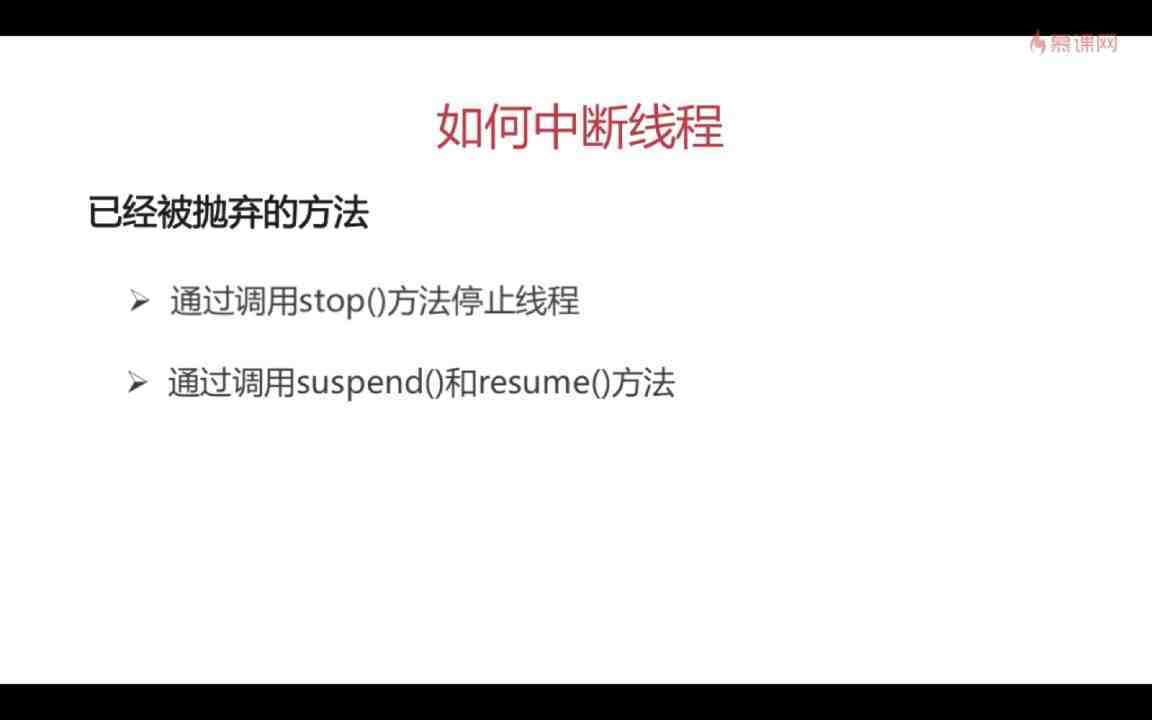 慕课网
如何中断线程
已经被抛弃的方法
➢ 通过调用stop()方法停止线程
➢ 通过调用suspend()和resume()方法